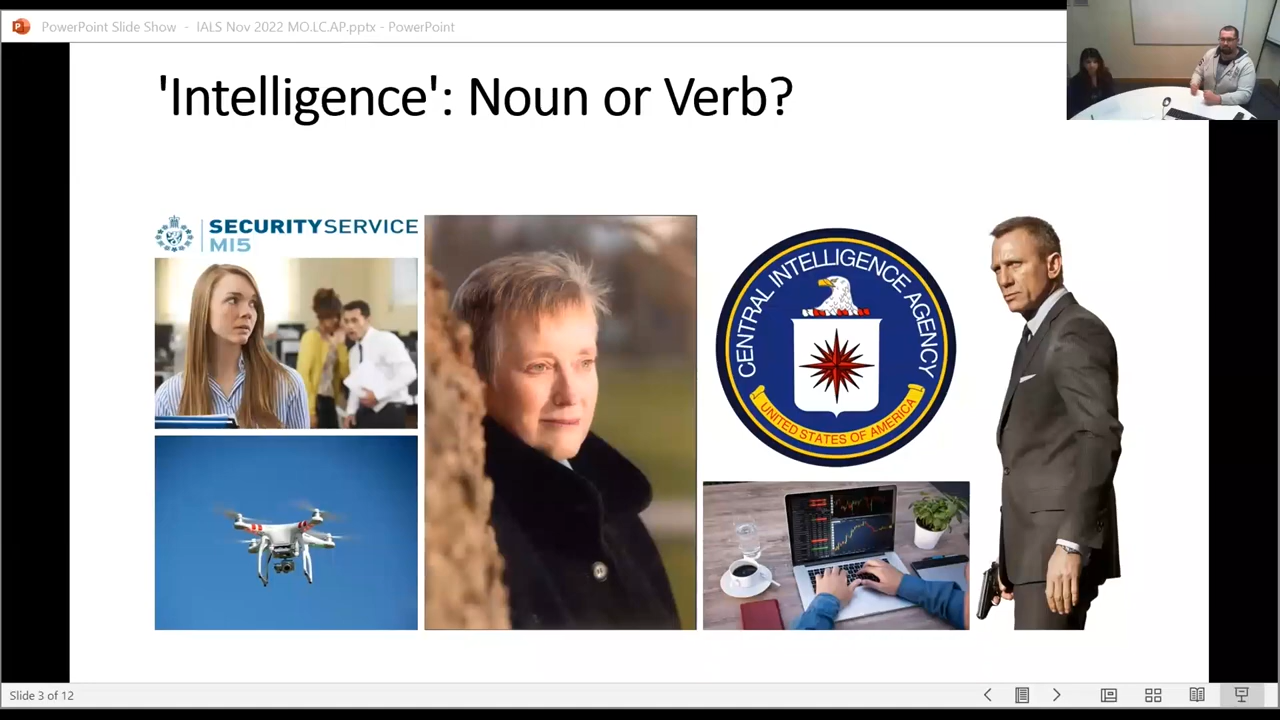 PowerPoint Slide Show - IALS Nov 2022 MO.LC.AP.pptx - PowerPoint
'Intelligence': Noun or Verb?
SECURITYSERVICE
MI5
CENTRAL INTELLIGENCE AGENCY
UNITED STATES OF AMERICA
Slide 3 of 12